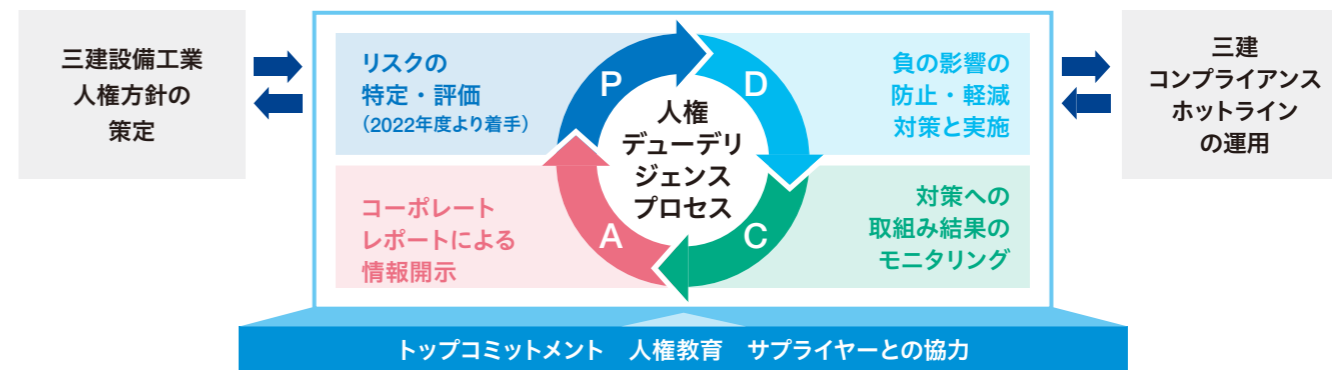 三建設備工業
人権方針の
策定
リスクの
特定・評価
（2022年度より着手）
P
D
負の影響の
防止・軽減
対策と実施
人権
デューデリ
ジェンス
プロセス
コーポレート
レポートによる
情報開示
A
C
対策への
取組み結果の
モニタリング
三建
コンプライアンス
ホットライン
の運用
トップコミットメント　人権教育　サプライヤーとの協力